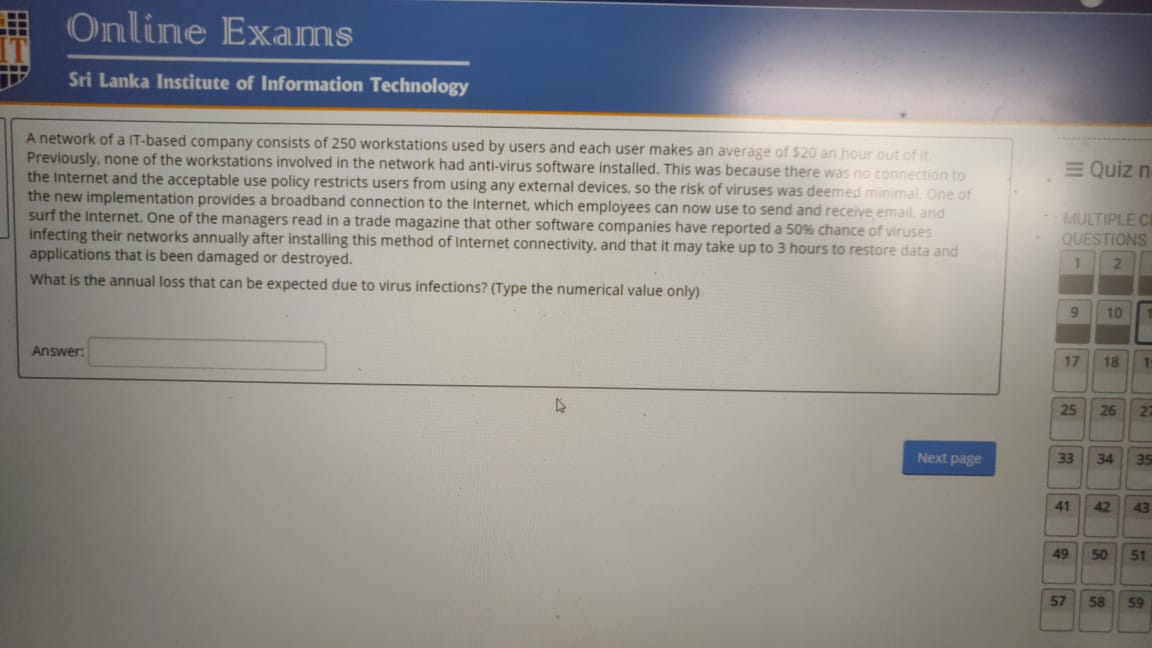 IT
Online Exams
Sri Lanka Institute of Information Technology
A network of a IT-based company consists of 250 workstations used by users and each user makes an average of $20 an hour out of it.
Previously, none of the workstations involved in the network had anti-virus software installed. This was because there was no connection to
the Internet and the acceptable use policy restricts users from using any external devices, so the risk of viruses was deemed minimal. One of
the new implementation provides a broadband connection to the Internet, which employees can now use to send and receive email, and
surf the Internet. One of the managers read in a trade magazine that other software companies have reported a 50% chance of viruses
infecting their networks annually after installing this method of Internet connectivity, and that it may take up to 3 hours to restore data and
applications that is been damaged or destroyed.
What is the annual loss that can be expected due to virus infections? (Type the numerical value only)
Answer:
Next page
Quiz n
MULTIPLE C
QUESTIONS
1 2
9 10 1
17 18 1
25 26 27
33 34 35
41 42 43
49 50 51
57 58 59